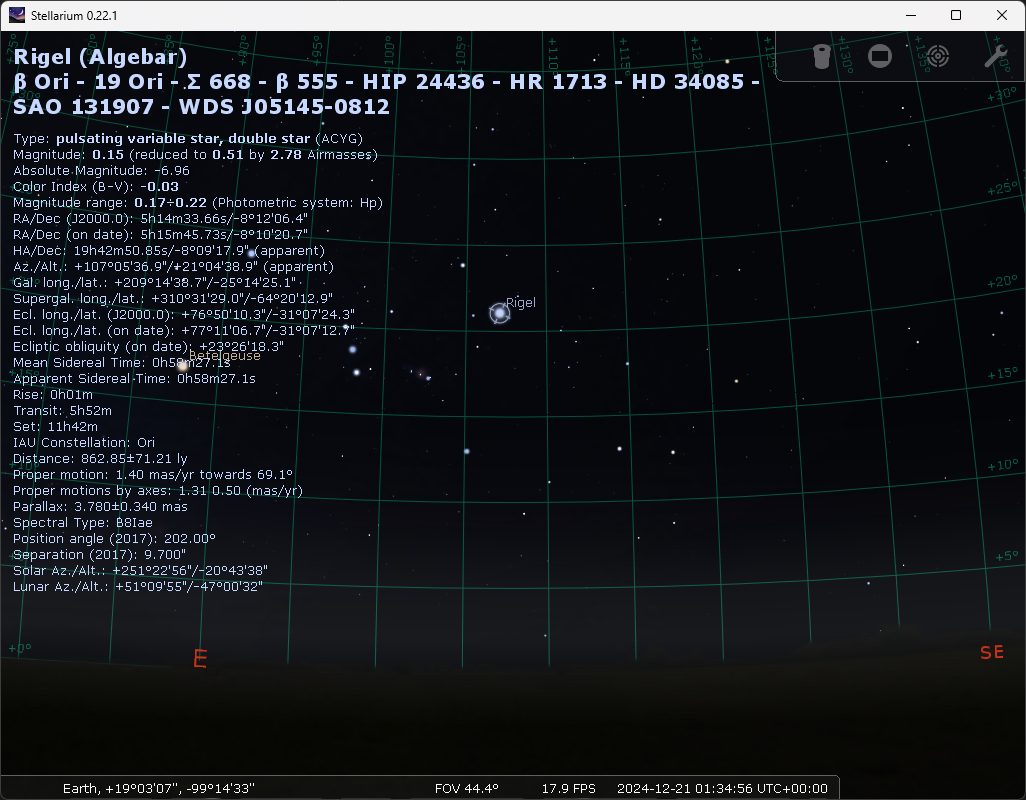 Stellarium 0.22.1
Rigel (Algebar)
β Ori - 19 Ori - Σ 668 - β 555 - HIP 24436 - HR 1713 - HD 34085 -
SAO 131907 - WDS J05145-0812
Type: pulsating variable star, double star (ACYG)
Magnitude: 0.15 (reduced to 0.51 by 2.78 Airmasses)
Absolute Magnitude: -6.96
Color Index (B-V): -0.03
Magnitude range: 0.17÷0.22 (Photometric system: Hp)
RA/Dec (J2000.0): 5h14m33.66s/-8°12'06.4"
RA/Dec (on date): 5h15m45.73s/-8°10'20.7"
HA/Dec: 19h42m50.85s/-8°09'17.9" (apparent)
Az./Alt.: +107°05'36.9"/+21°04'38.9" (apparent)
Gal. long./lat.: +209°14'38.7"/-25°14'25.1"
Supergal. long./lat.: +310°31'29.0"/-64°20'12.9"
Ecl. long./lat. (J2000.0): +76°50'10.3"/-31°07'24.3"
Ecl. long./lat. (on date): +77°11'06.7"/-31°07'12.7"
Ecliptic obliquity (on date): +23°26'18.3"
Mean Sidereal Time: 0h58m27.1s
Apparent Sidereal Time: 0h58m27.1s
Rise: 0h01m
Transit: 5h52m
Set: 11h42m
IAU Constellation: Ori
Distance: 862.85±71.21 ly
Proper motion: 1.40 mas/yr towards 69.1°
Proper motions by axes: 1.31 0.50 (mas/yr)
Parallax: 3.780±0.340 mas
Spectral Type: B8Iae
Position angle (2017): 202.00°
Separation (2017): 9.700"
Solar Az./Alt.: +251°22'56"/-20°43'38"
Lunar Az./Alt.: +51°09'55"/-47°00'32"
Rigel
Betelgeuse
+80°
+95°
+100°
+105°
+110°
+115°
+120°
+125°
+130°
+135°
+30°
+25°
+20°
+15°
+10°
+5°
+10°
+0°
E
SE
Earth, +19°03'07", -99°14'33"
FOV 44.4°
17.9 FPS
2024-12-21 01:34:56 UTC+00:00